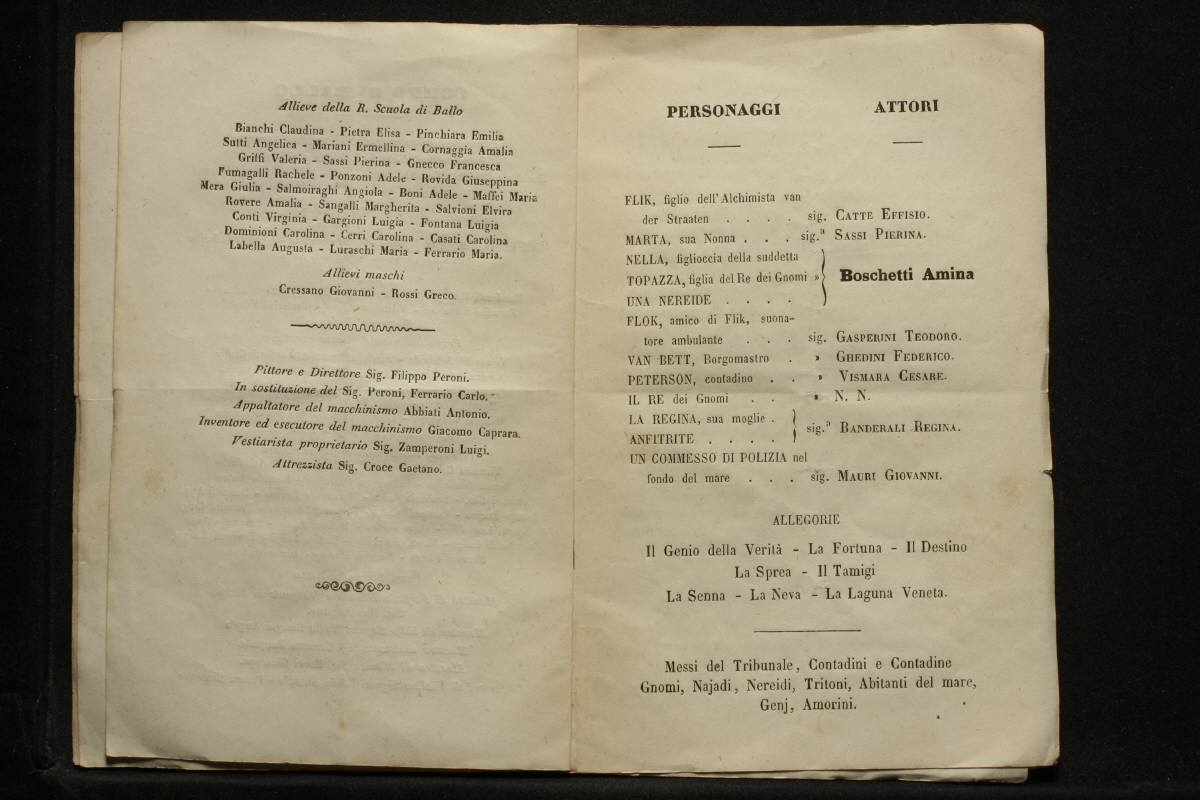 Allieve della R. Scuola di Ballo
Bianchi Claudina - Pietra Elisa - Pinchiara Emilia
Sutti Angelica - Mariani Ermellina - Cornaggia Amalia
Griffi Valeria - Sassi Pierina - Gnecco Francesca
Fumagalli Rachele - Ponzoni Adele - Rovida Giuseppina
Mera Giulia - Salmoiraghi Angiola - Boni Adele - Maffei Maria
Rovere Amalia - Sangalli Margherita - Salvioni Elvira
Conti Virginia - Gargioni Luigia - Fontana Luigia
Dominioni Carolina - Cerri Carolina - Casati Carolina
Labella Augusta - Luraschi Maria - Ferrario Maria.
Allievi maschi
Cressano Giovanni - Rossi Greco.
Pittore e Direttore Sig. Filippo Peroni.
In sostituzione del Sig. Peroni, Ferrario Carlo.
Appaltatore del macchinismo Abbiati Antonio.
Inventore ed esecutore del macchinismo Giacomo Caprara.
Vestiarista proprietario Sig. Zamperoni Luigi.
Attrezzista Sig. Croce Gaetano.
PERSONAGGI ATTORI
FLIK, figlio dell'Alchimista van
der Straaten . . . . sig. CATTE EFFISIO.
MARTA, sua Nonna . . . sig.ª SASSI PIERINA.
NELLA, figlioccia della suddetta
TOPAZZA, figlia del Re dei Gnomi » Boschetti Amina
UNA NEREIDE . . . .
FLOK, amico di Flik, suona-
tore ambulante . . . sig. GASPERINI TEODORO.
VAN BETT, Borgomastro . » GHEDINI FEDERICO.
PETERSON, contadino . . » VISMARA CESARE.
IL RE dei Gnomi . . » N. N.
LA REGINA, sua moglie .
ANFITRITE . . . . sig.ª BANDERALI REGINA.
UN COMMESSO DI POLIZIA nel
fondo del mare . . . sig. MAURI GIOVANNI.
ALLEGORIE
Il Genio della Verità - La Fortuna - Il Destino
La Sprea - Il Tamigi
La Senna - La Neva - La Laguna Veneta.
Messi del Tribunale, Contadini e Contadine
Gnomi, Najadi, Nereidi, Tritoni, Abitanti del mare,
Genj, Amorini.